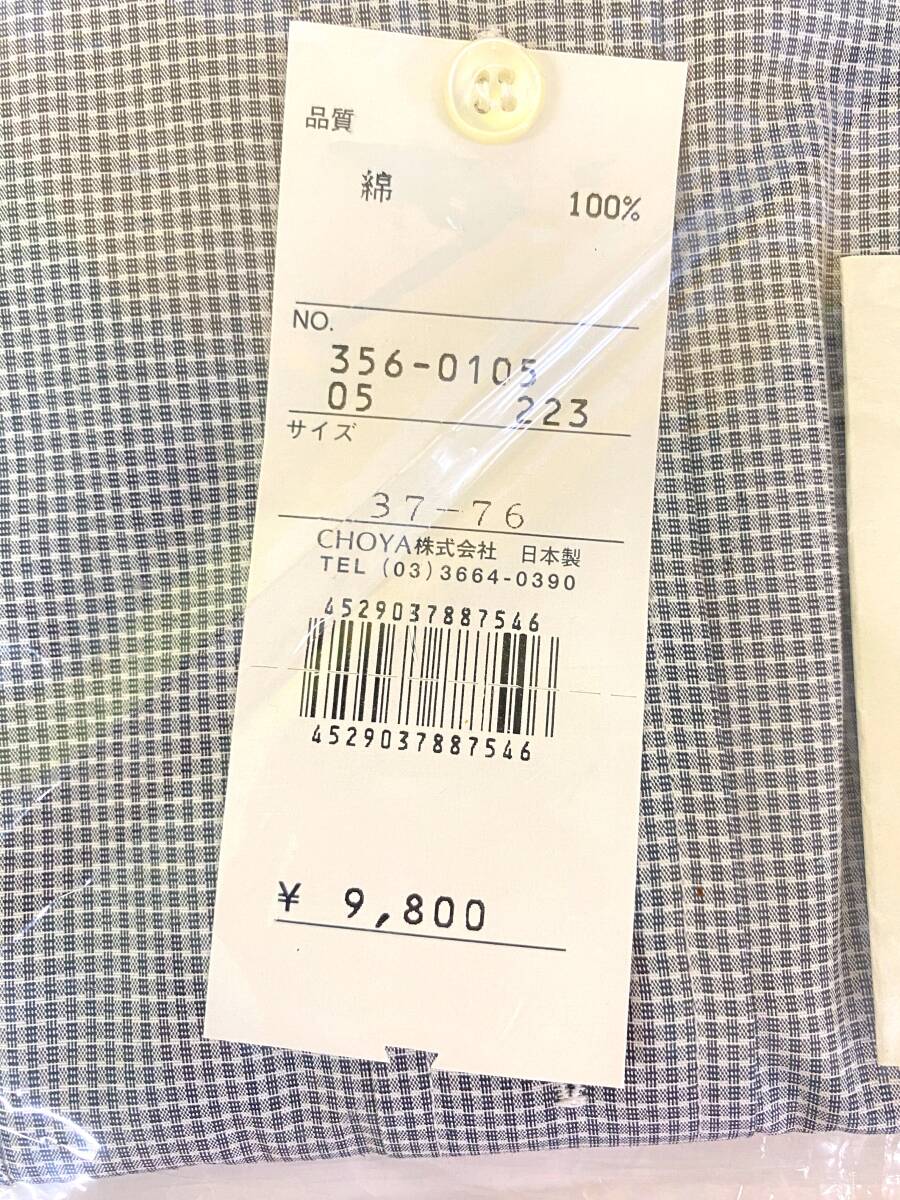 品質
綿 100%
NO.
356-0105
05 223
サイズ
37-76
CHOYA株式会社 日本製
TEL (03)3664-0390
4529037887546
4529037887546
¥ 9,800